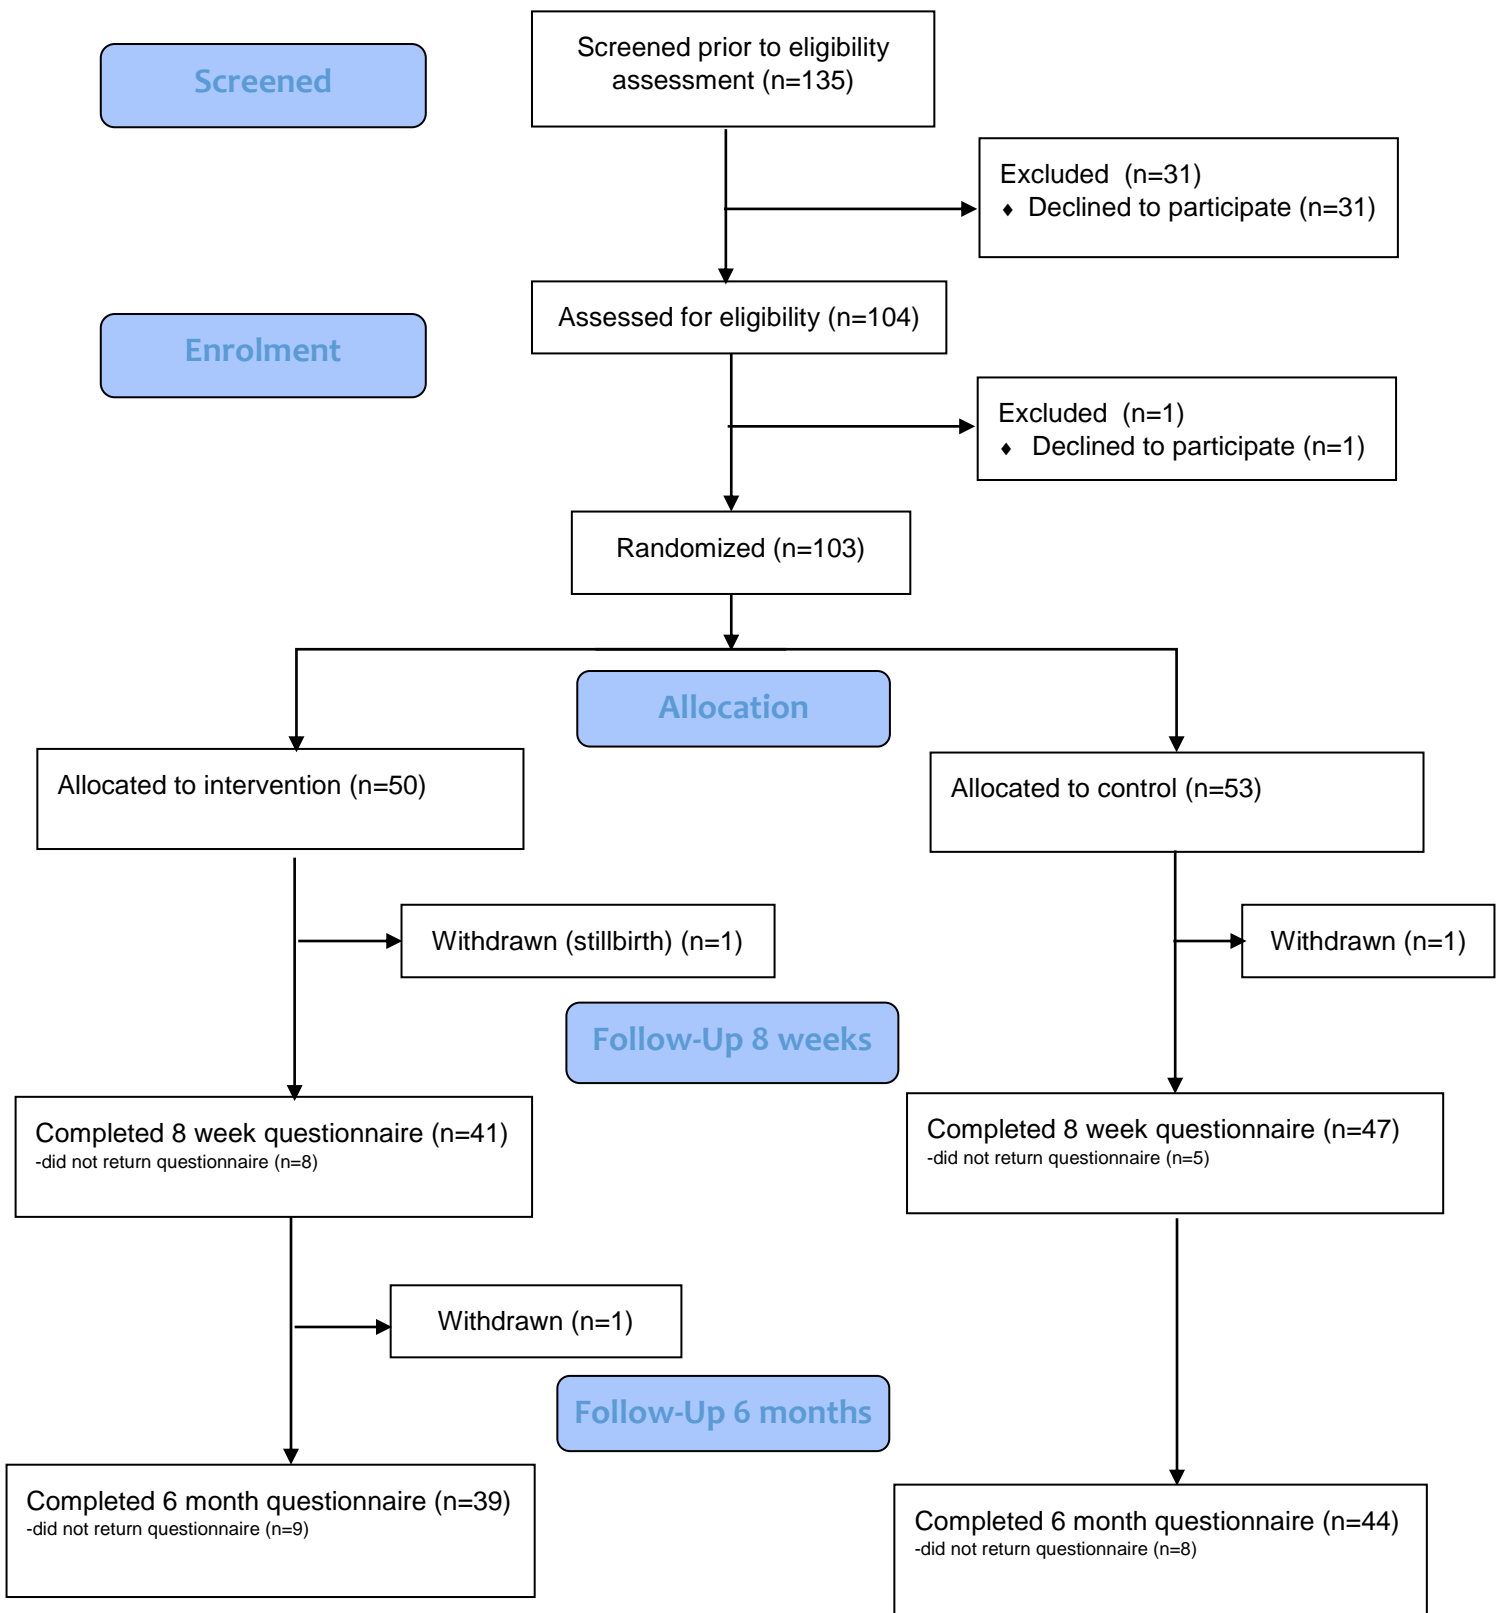 Screened
Screened prior to eligibility
assessment (n=135)
Excluded  (n=31)
♦ Declined to participate (n=31)
Assessed for eligibility (n=104)
Enrolment
Excluded  (n=1)
♦ Declined to participate (n=1)
Randomized (n=103)
Allocation
Allocated to intervention (n=50)
Allocated to control (n=53)
Withdrawn (stillbirth) (n=1)
Withdrawn (n=1)
Follow-Up 8 weeks
Completed 8 week questionnaire (n=41)
-did not return questionnaire (n=8)
Completed 8 week questionnaire (n=47)
-did not return questionnaire (n=5)
Withdrawn (n=1)
Follow-Up 6 months
Completed 6 month questionnaire (n=39)
-did not return questionnaire (n=9)
Completed 6 month questionnaire (n=44)
-did not return questionnaire (n=8)